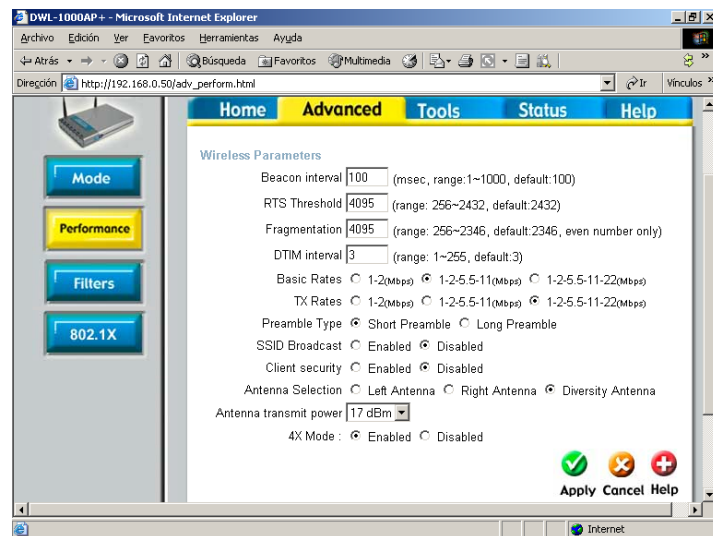 DWL-1000AP+ - Microsoft Internet Explorer
Archivo Edición Ver Favoritos Herramientas Ayuda
Atrás Búsqueda Favoritos Multimedia
Dirección http://192.168.0.50/adv_perform.html Ir Vínculos
Home Advanced Tools Status Help
Mode
Performance
Filters
802.1X
Wireless Parameters
Beacon interval 100 (msec, range:1~1000, default:100)
RTS Threshold 4095 (range: 256~2432, default:2432)
Fragmentation 4095 (range: 256~2346, default:2346, even number only)
DTIM interval 3 (range: 1~255, default:3)
Basic Rates 1-2(Mbps) 1-2-5.5-11(Mbps) 1-2-5.5-11-22(Mbps)
TX Rates 1-2(Mbps) 1-2-5.5-11(Mbps) 1-2-5.5-11-22(Mbps)
Preamble Type Short Preamble Long Preamble
SSID Broadcast Enabled Disabled
Client security Enabled Disabled
Antenna Selection Left Antenna Right Antenna Diversity Antenna
Antenna transmit power 17 dBm
4X Mode : Enabled Disabled
Apply Cancel Help
Internet